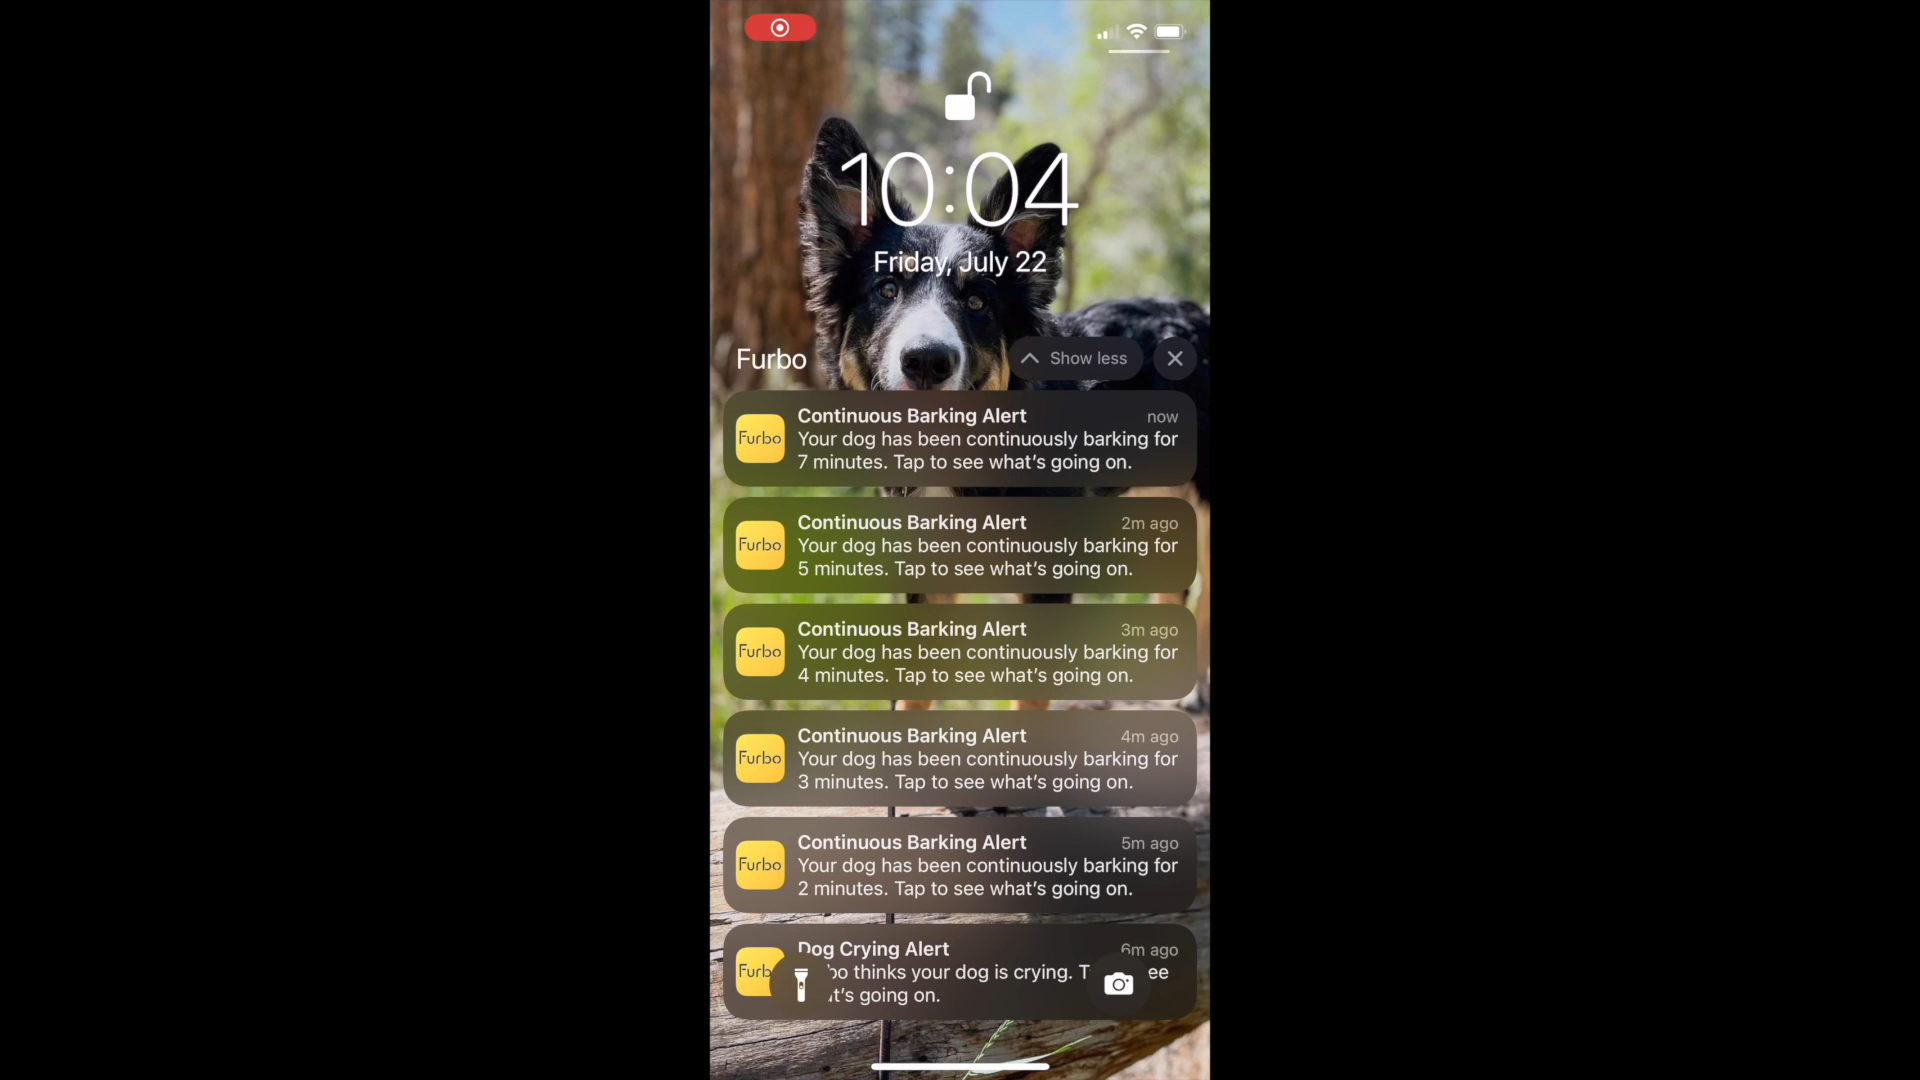 10:04
Friday, July 22
Furbo
Show less
Furbo
Continuous Barking Alert
now
Your dog has been continuously barking for
7 minutes. Tap to see what's going on.
Furbo
Continuous Barking Alert
2m ago
Your dog has been continuously barking for
5 minutes. Tap to see what's going on.
Furbo
Continuous Barking Alert
3m ago
Your dog has been continuously barking for
4 minutes. Tap to see what's going on.
Furbo
Continuous Barking Alert
4m ago
Your dog has been continuously barking for
3 minutes. Tap to see what's going on.
Furbo
Continuous Barking Alert
5m ago
Your dog has been continuously barking for
2 minutes. Tap to see what's going on.
Dog Crying Alert
6m ago
thinks your dog is crying.
going on.